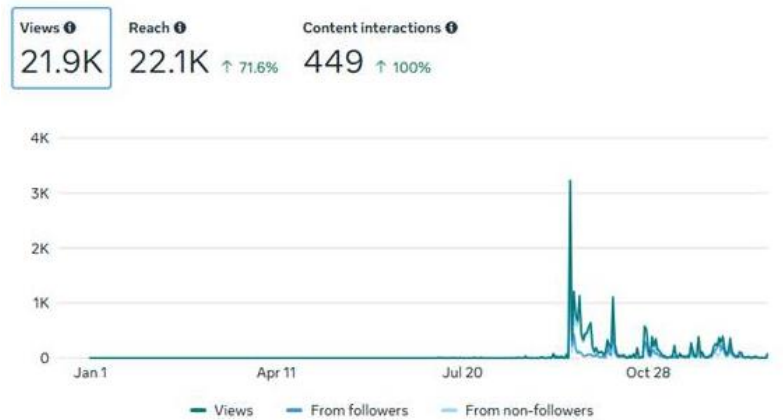 Views Reach Content interactions
21.9K 22.1K ↑ 71.6% 449 ↑ 100%
4K
3K
2K
1K
0
Jan 1 Apr 11 Jul 20 Oct 28
Views From followers From non-followers